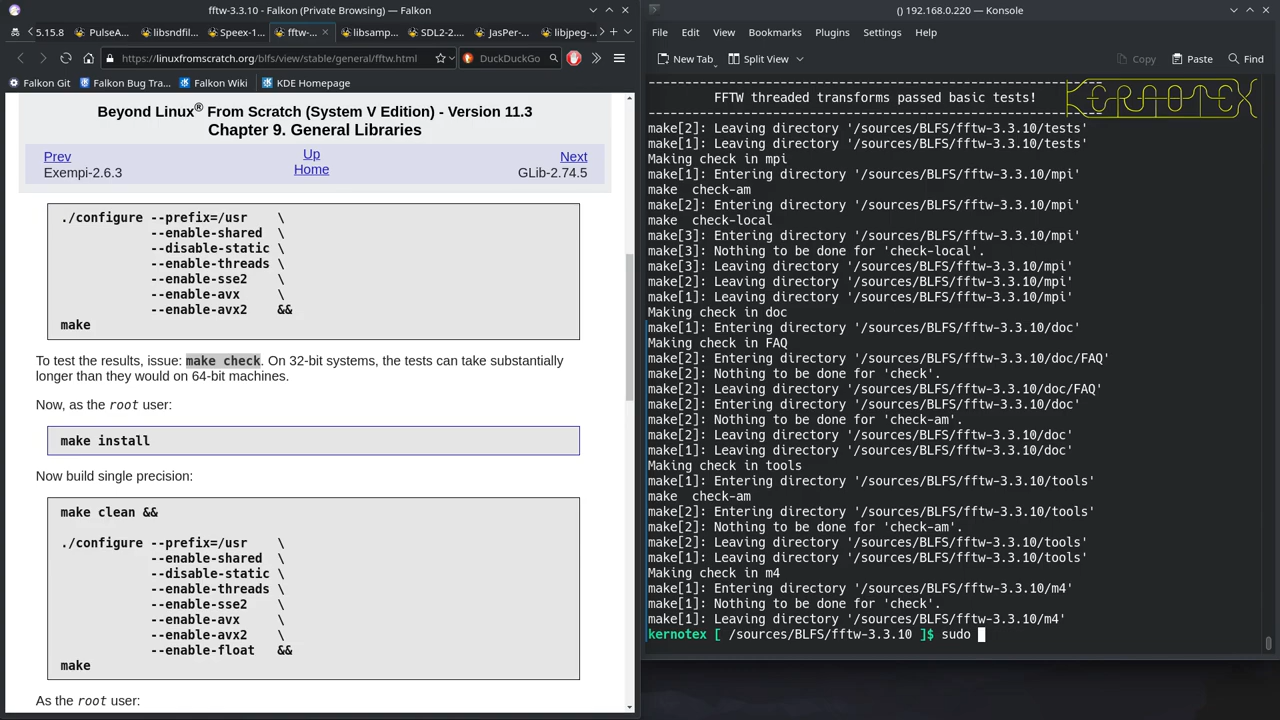 fftw-3.3.10 - Falkon (Private Browsing) — Falkon
5.15.8
PulseA...
libsndfil...
Speex-1...
fftw-...
libsamp...
SDL2-2....
JasPer-...
libjpeg-...
https://linuxfromscratch.org/blfs/view/stable/general/fftw.html
DuckDuckGo
Falkon Git
Falkon Bug Tra...
Falkon Wiki
KDE Homepage
Beyond Linux® From Scratch (System V Edition) - Version 11.3
Chapter 9. General Libraries
Prev
Up
Next
Exempi-2.6.3
Home
GLib-2.74.5
./configure --prefix=/usr \
--enable-shared \
--disable-static \
--enable-threads \
--enable-sse2 \
--enable-avx \
--enable-avx2 &&
make
To test the results, issue: make check. On 32-bit systems, the tests can take substantially
longer than they would on 64-bit machines.
Now, as the root user:
make install
Now build single precision:
make clean &&
./configure --prefix=/usr \
--enable-shared \
--disable-static \
--enable-threads \
--enable-sse2 \
--enable-avx \
--enable-avx2 \
--enable-float &&
make
As the root user:
() 192.168.0.220 — Konsole
File Edit View Bookmarks Plugins Settings Help
New Tab
Split View
Copy
Paste
Find
KERNOTEX
FFTW threaded transforms passed basic tests!
make[2]: Leaving directory '/sources/BLFS/fftw-3.3.10/tests'
make[1]: Leaving directory '/sources/BLFS/fftw-3.3.10/tests'
Making check in mpi
make[1]: Entering directory '/sources/BLFS/fftw-3.3.10/mpi'
make  check-am
make[2]: Entering directory '/sources/BLFS/fftw-3.3.10/mpi'
make  check-local
make[3]: Entering directory '/sources/BLFS/fftw-3.3.10/mpi'
make[3]: Nothing to be done for 'check-local'.
make[3]: Leaving directory '/sources/BLFS/fftw-3.3.10/mpi'
make[2]: Leaving directory '/sources/BLFS/fftw-3.3.10/mpi'
make[1]: Leaving directory '/sources/BLFS/fftw-3.3.10/mpi'
Making check in doc
make[1]: Entering directory '/sources/BLFS/fftw-3.3.10/doc'
Making check in FAQ
make[2]: Entering directory '/sources/BLFS/fftw-3.3.10/doc/FAQ'
make[2]: Nothing to be done for 'check'.
make[2]: Leaving directory '/sources/BLFS/fftw-3.3.10/doc/FAQ'
make[2]: Entering directory '/sources/BLFS/fftw-3.3.10/doc'
make[2]: Nothing to be done for 'check-am'.
make[2]: Leaving directory '/sources/BLFS/fftw-3.3.10/doc'
make[1]: Leaving directory '/sources/BLFS/fftw-3.3.10/doc'
Making check in tools
make[1]: Entering directory '/sources/BLFS/fftw-3.3.10/tools'
make  check-am
make[2]: Entering directory '/sources/BLFS/fftw-3.3.10/tools'
make[2]: Nothing to be done for 'check-am'.
make[2]: Leaving directory '/sources/BLFS/fftw-3.3.10/tools'
make[1]: Leaving directory '/sources/BLFS/fftw-3.3.10/tools'
Making check in m4
make[1]: Entering directory '/sources/BLFS/fftw-3.3.10/m4'
make[1]: Nothing to be done for 'check'.
make[1]: Leaving directory '/sources/BLFS/fftw-3.3.10/m4'
kernotex [ /sources/BLFS/fftw-3.3.10 ]$ sudo